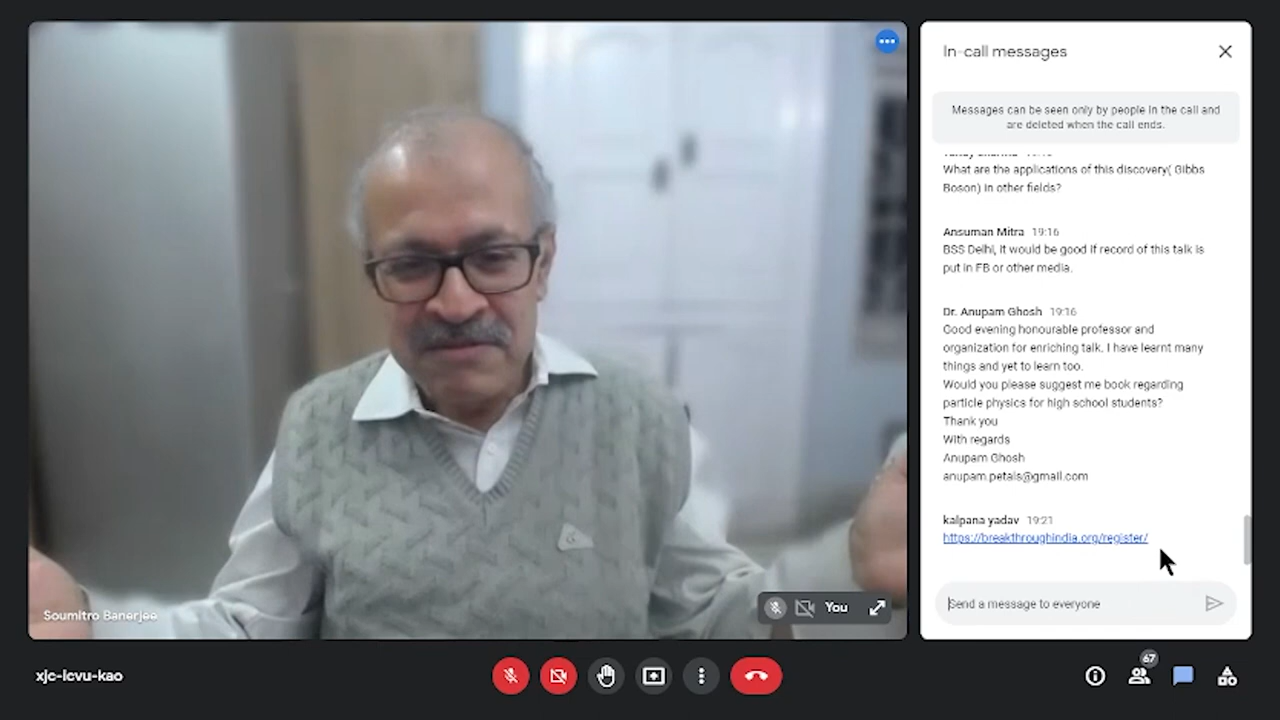 In-call messages
Messages can be seen only by people in the call and
are deleted when the call ends.
What are the applications of this discovery( Gibbs
Boson) in other fields?
Ansuman Mitra 19:16
BSS Delhi, it would be good if record of this talk is
put in FB or other media.
Dr. Anupam Ghosh 19:16
Good evening honourable professor and
organization for enriching talk. I have learnt many
things and yet to learn too.
Would you please suggest me book regarding
particle physics for high school students?
Thank you
With regards
Anupam Ghosh
anupam.petals@gmail.com
kalpana yadav 19:21
https://breakthroughindia.org/register/
Send a message to everyone
Soumitro Banerjee
You
xjc-icvu-kao
67